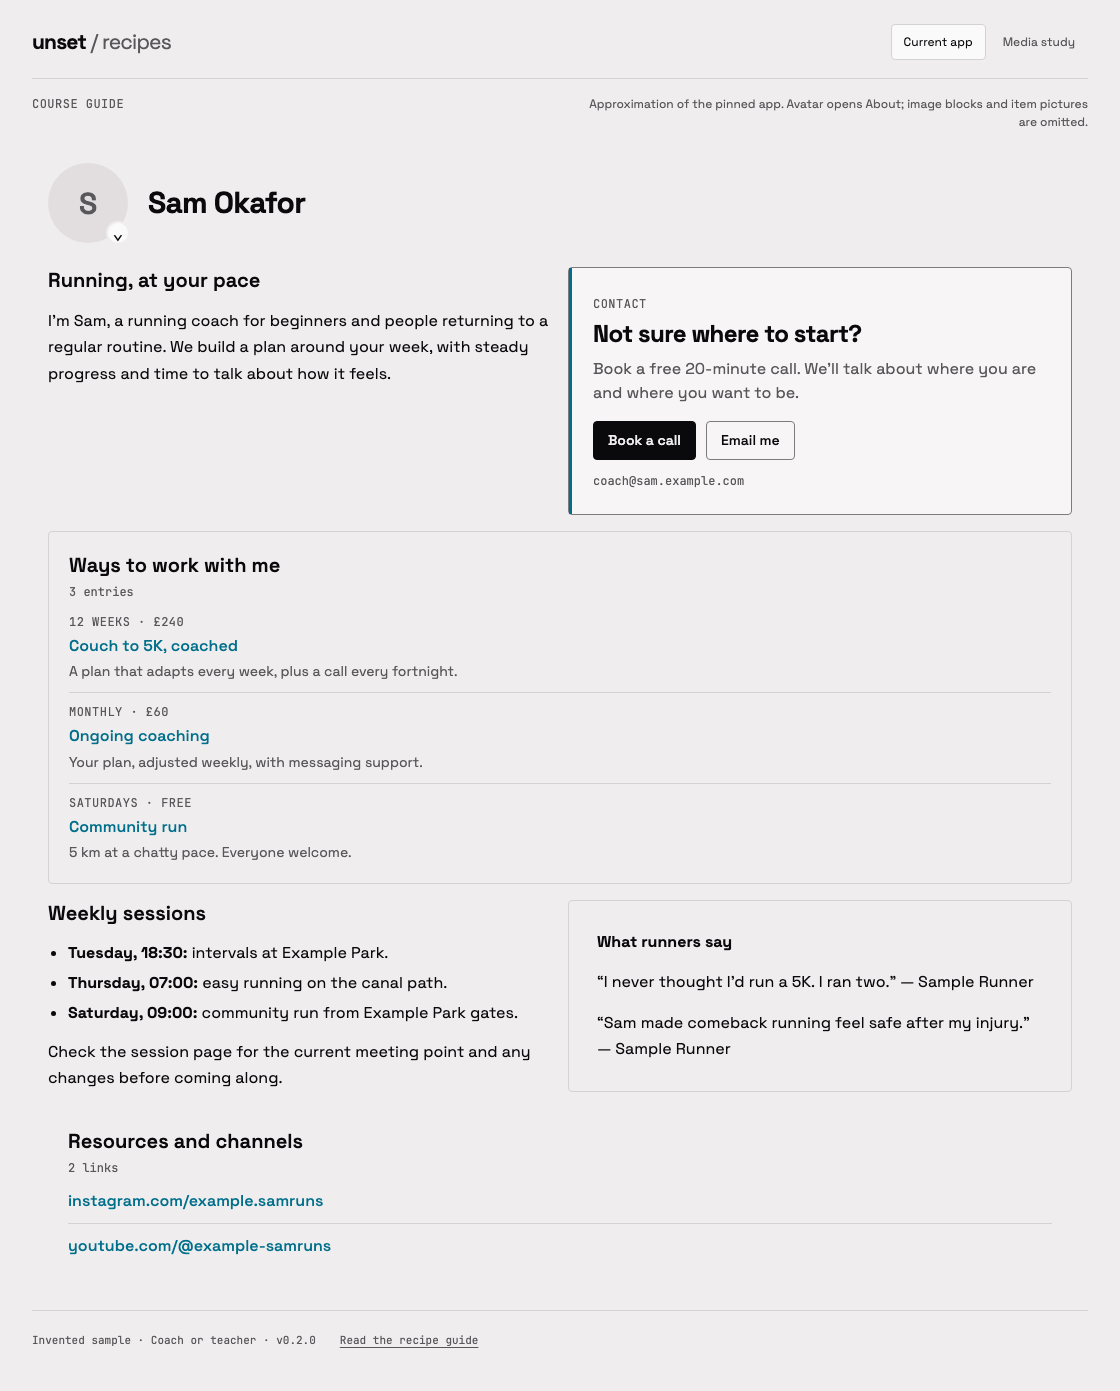 unset / recipes
Current app
Media study
COURSE GUIDE
Approximation of the pinned app. Avatar opens About; image blocks and item pictures
are omitted.
S
Sam Okafor
Running, at your pace
I’m Sam, a running coach for beginners and people returning to a
regular routine. We build a plan around your week, with steady
progress and time to talk about how it feels.
CONTACT
Not sure where to start?
Book a free 20-minute call. We’ll talk about where you are
and where you want to be.
Book a call
Email me
coach@sam.example.com
Ways to work with me
3 entries
12 WEEKS · £240
Couch to 5K, coached
A plan that adapts every week, plus a call every fortnight.
MONTHLY · £60
Ongoing coaching
Your plan, adjusted weekly, with messaging support.
SATURDAYS · FREE
Community run
5 km at a chatty pace. Everyone welcome.
Weekly sessions
• Tuesday, 18:30: intervals at Example Park.
• Thursday, 07:00: easy running on the canal path.
• Saturday, 09:00: community run from Example Park gates.
Check the session page for the current meeting point and any
changes before coming along.
What runners say
“I never thought I’d run a 5K. I ran two.” — Sample Runner
“Sam made comeback running feel safe after my injury.”
— Sample Runner
Resources and channels
2 links
instagram.com/example.samruns
youtube.com/@example-samruns
Invented sample · Coach or teacher · v0.2.0
Read the recipe guide